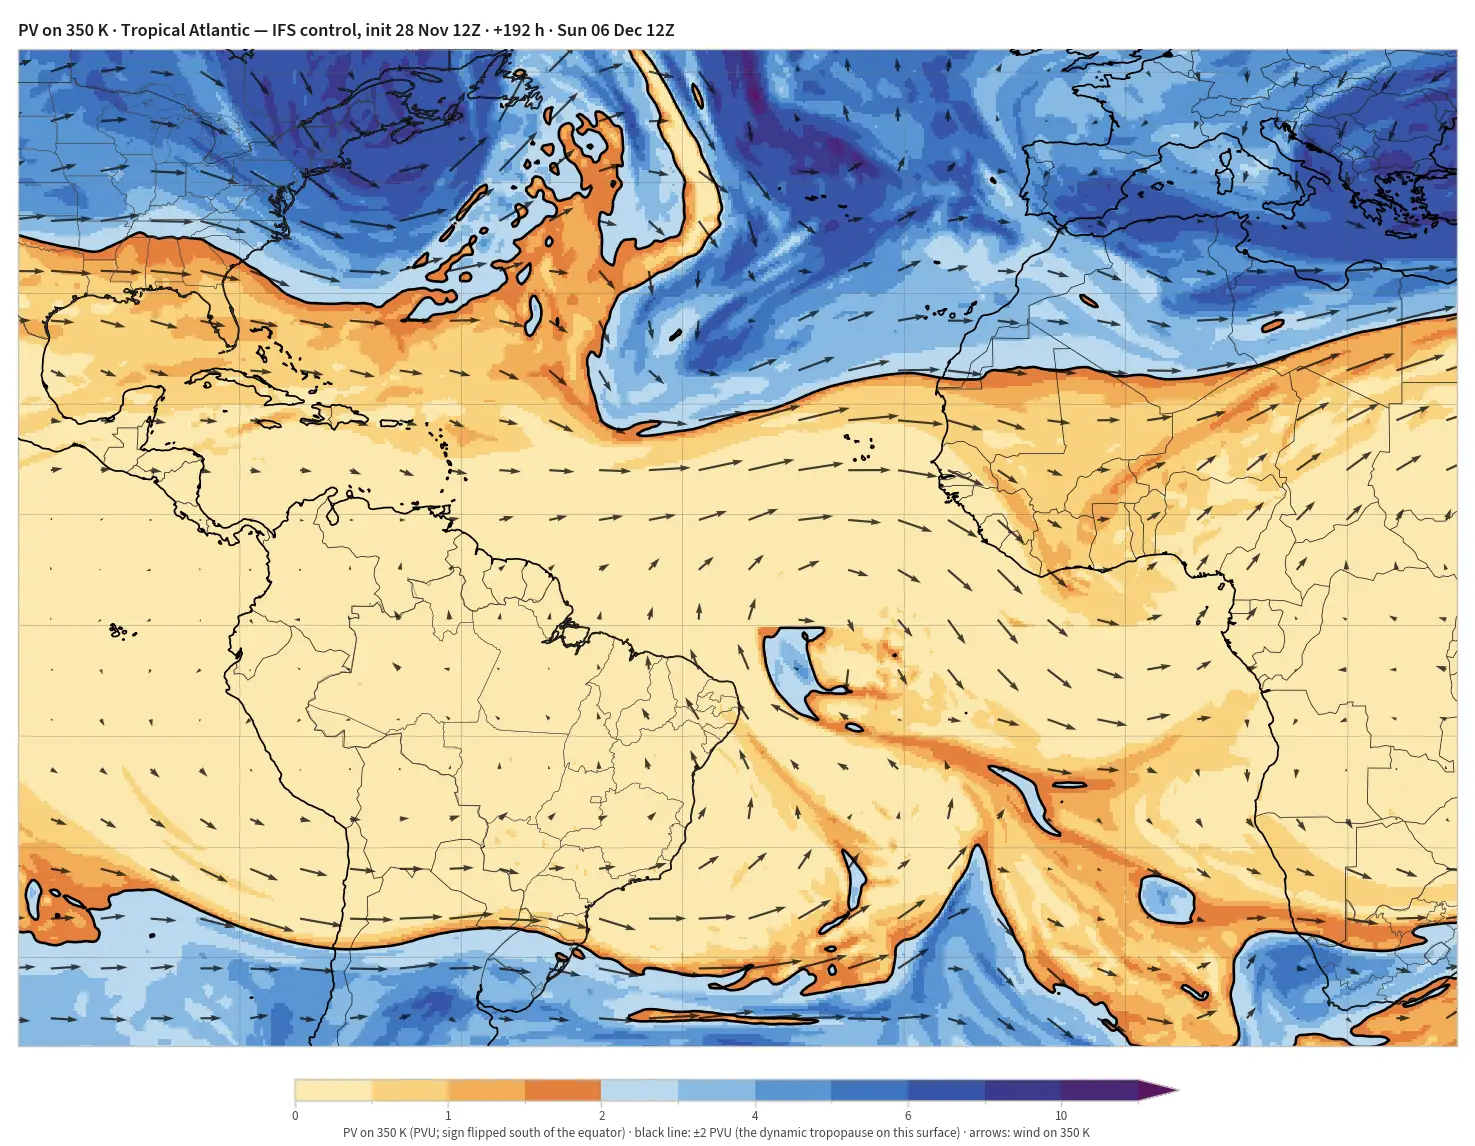 PV on 350 K · Tropical Atlantic — IFS control, init 28 Nov 12Z · +192 h · Sun 06 Dec 12Z
0 1 2 4 6 10
PV on 350 K (PVU; sign flipped south of the equator) · black line: ±2 PVU (the dynamic tropopause on this surface) · arrows: wind on 350 K